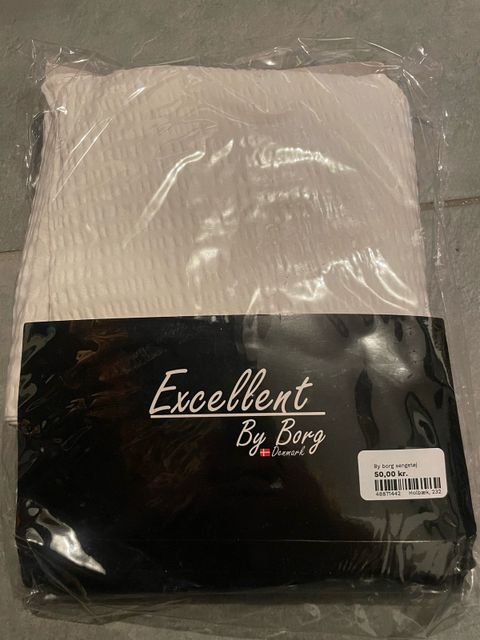 Excellent
By Borg
Denmark
By borg sengetøj
50,00 kr.
48871442 Holbæk, 232